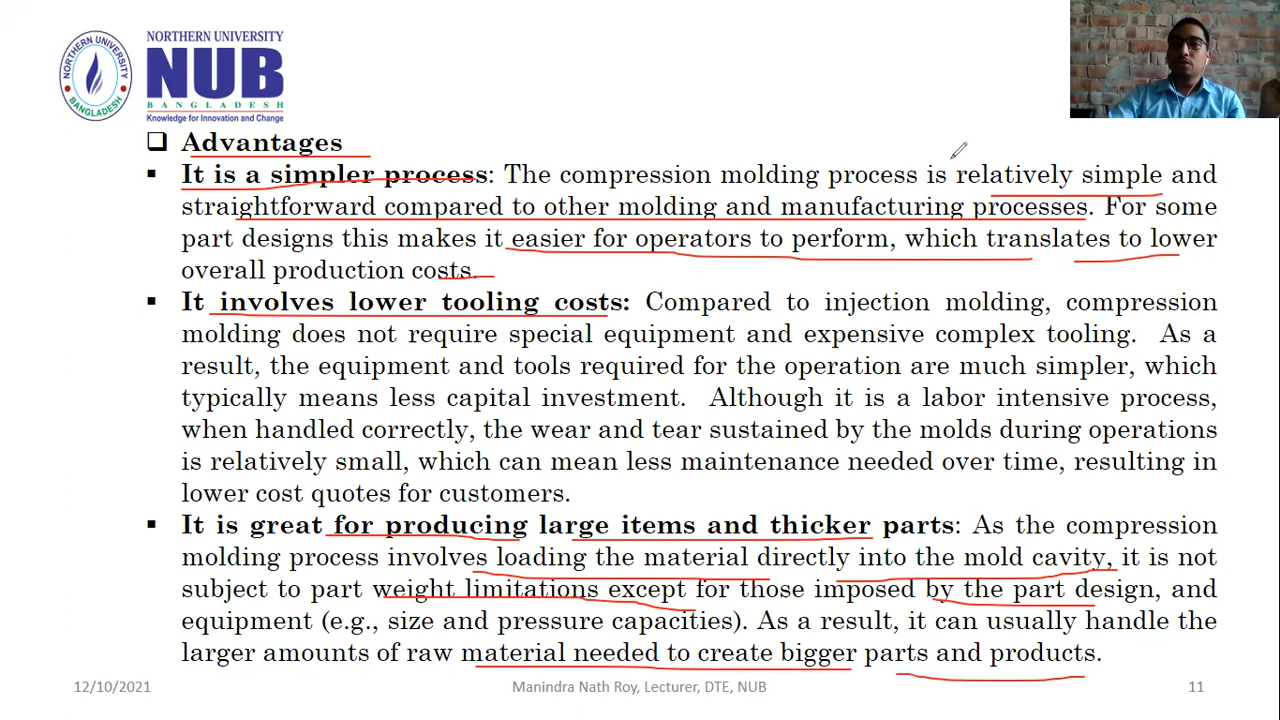 NORTHERN UNIVERSITY
BANGLADESH
NORTHERN UNIVERSITY
NUB
BANGLADESH
Knowledge for Innovation and Change
❑ Advantages
▪ It is a simpler process: The compression molding process is relatively simple and
straightforward compared to other molding and manufacturing processes. For some
part designs this makes it easier for operators to perform, which translates to lower
overall production costs.
▪ It involves lower tooling costs: Compared to injection molding, compression
molding does not require special equipment and expensive complex tooling. As a
result, the equipment and tools required for the operation are much simpler, which
typically means less capital investment. Although it is a labor intensive process,
when handled correctly, the wear and tear sustained by the molds during operations
is relatively small, which can mean less maintenance needed over time, resulting in
lower cost quotes for customers.
▪ It is great for producing large items and thicker parts: As the compression
molding process involves loading the material directly into the mold cavity, it is not
subject to part weight limitations except for those imposed by the part design, and
equipment (e.g., size and pressure capacities). As a result, it can usually handle the
larger amounts of raw material needed to create bigger parts and products.
12/10/2021
Manindra Nath Roy, Lecturer, DTE, NUB
11